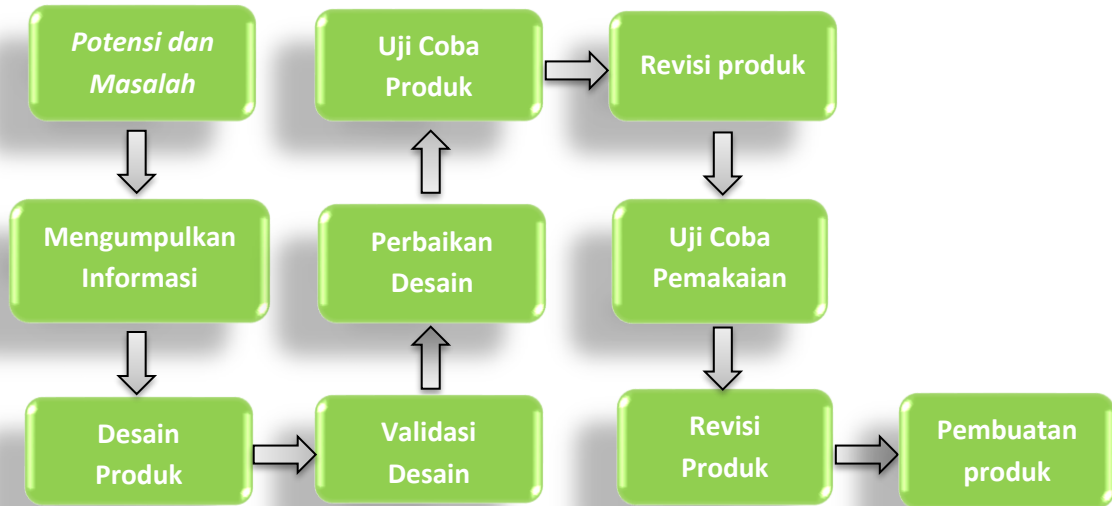 Potensi dan
Masalah
Mengumpulkan
Informasi
Desain
Produk
Validasi
Desain
Perbaikan
Desain
Uji Coba
Produk
Revisi produk
Uji Coba
Pemakaian
Revisi
Produk
Pembuatan
produk